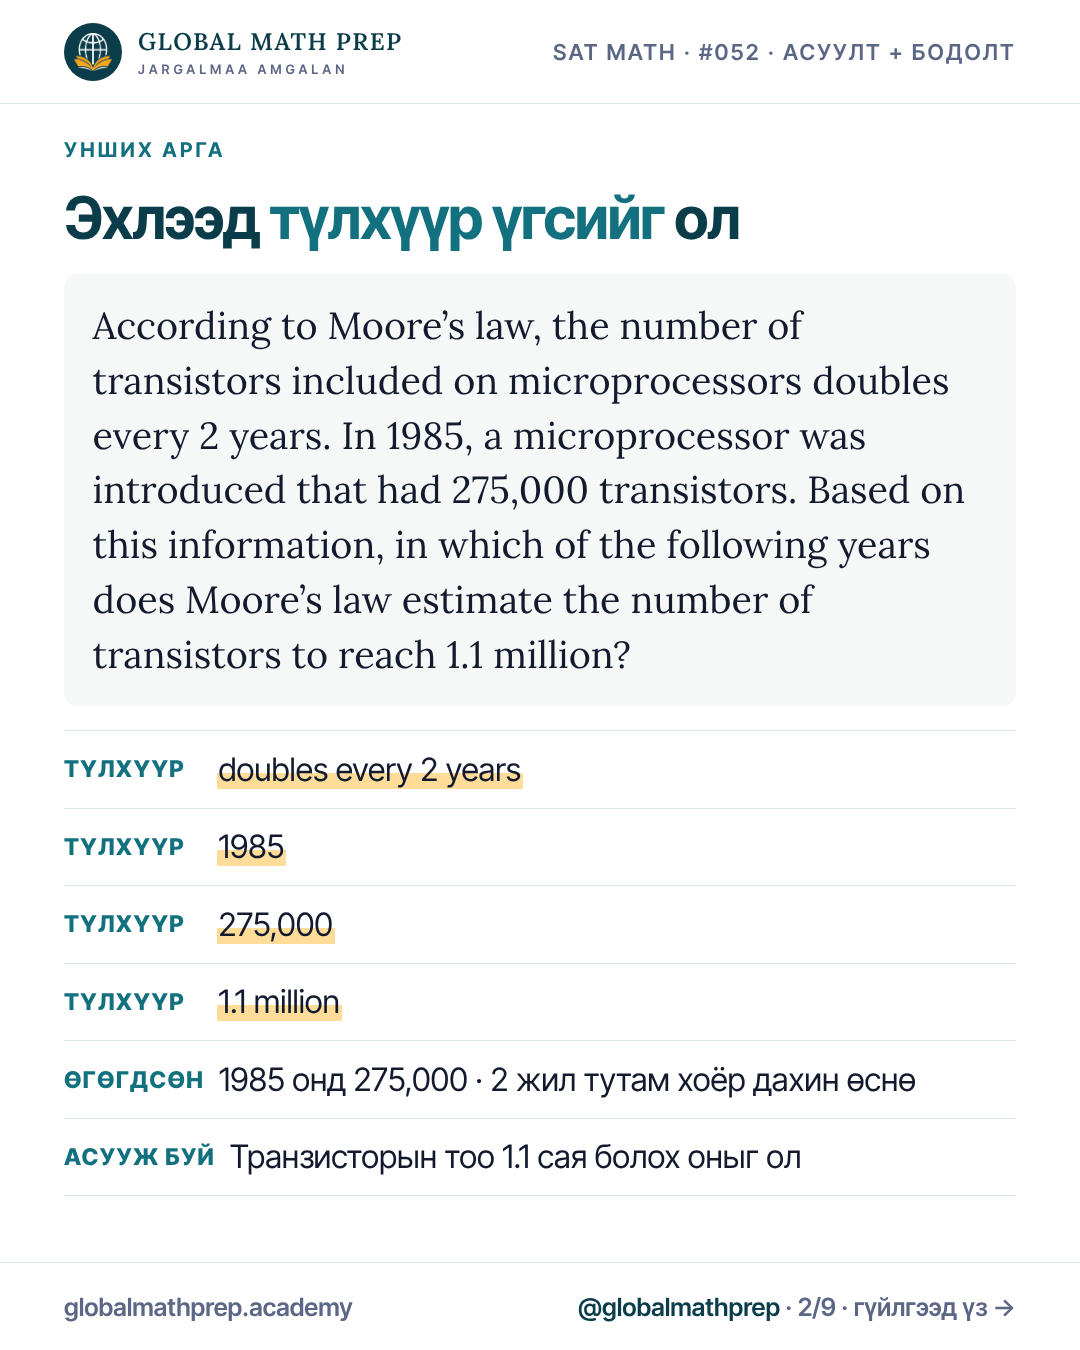 GLOBAL MATH PREP
JARGALMAA AMGALAN
SAT MATH · #052 · АСУУЛТ + БОДОЛТ
УНШИХ АРГА
Эхлээд түлхүүр үгсийг ол
According to Moore’s law, the number of
transistors included on microprocessors doubles
every 2 years. In 1985, a microprocessor was
introduced that had 275,000 transistors. Based on
this information, in which of the following years
does Moore’s law estimate the number of
transistors to reach 1.1 million?
ТҮЛХҮҮР doubles every 2 years
ТҮЛХҮҮР 1985
ТҮЛХҮҮР 275,000
ТҮЛХҮҮР 1.1 million
ӨГӨГДСӨН 1985 онд 275,000 · 2 жил тутам хоёр дахин өснө
АСУУЖ БУЙ Транзисторын тоо 1.1 сая болох оныг ол
globalmathprep.academy
@globalmathprep · 2/9 · гүйлгээд үз →